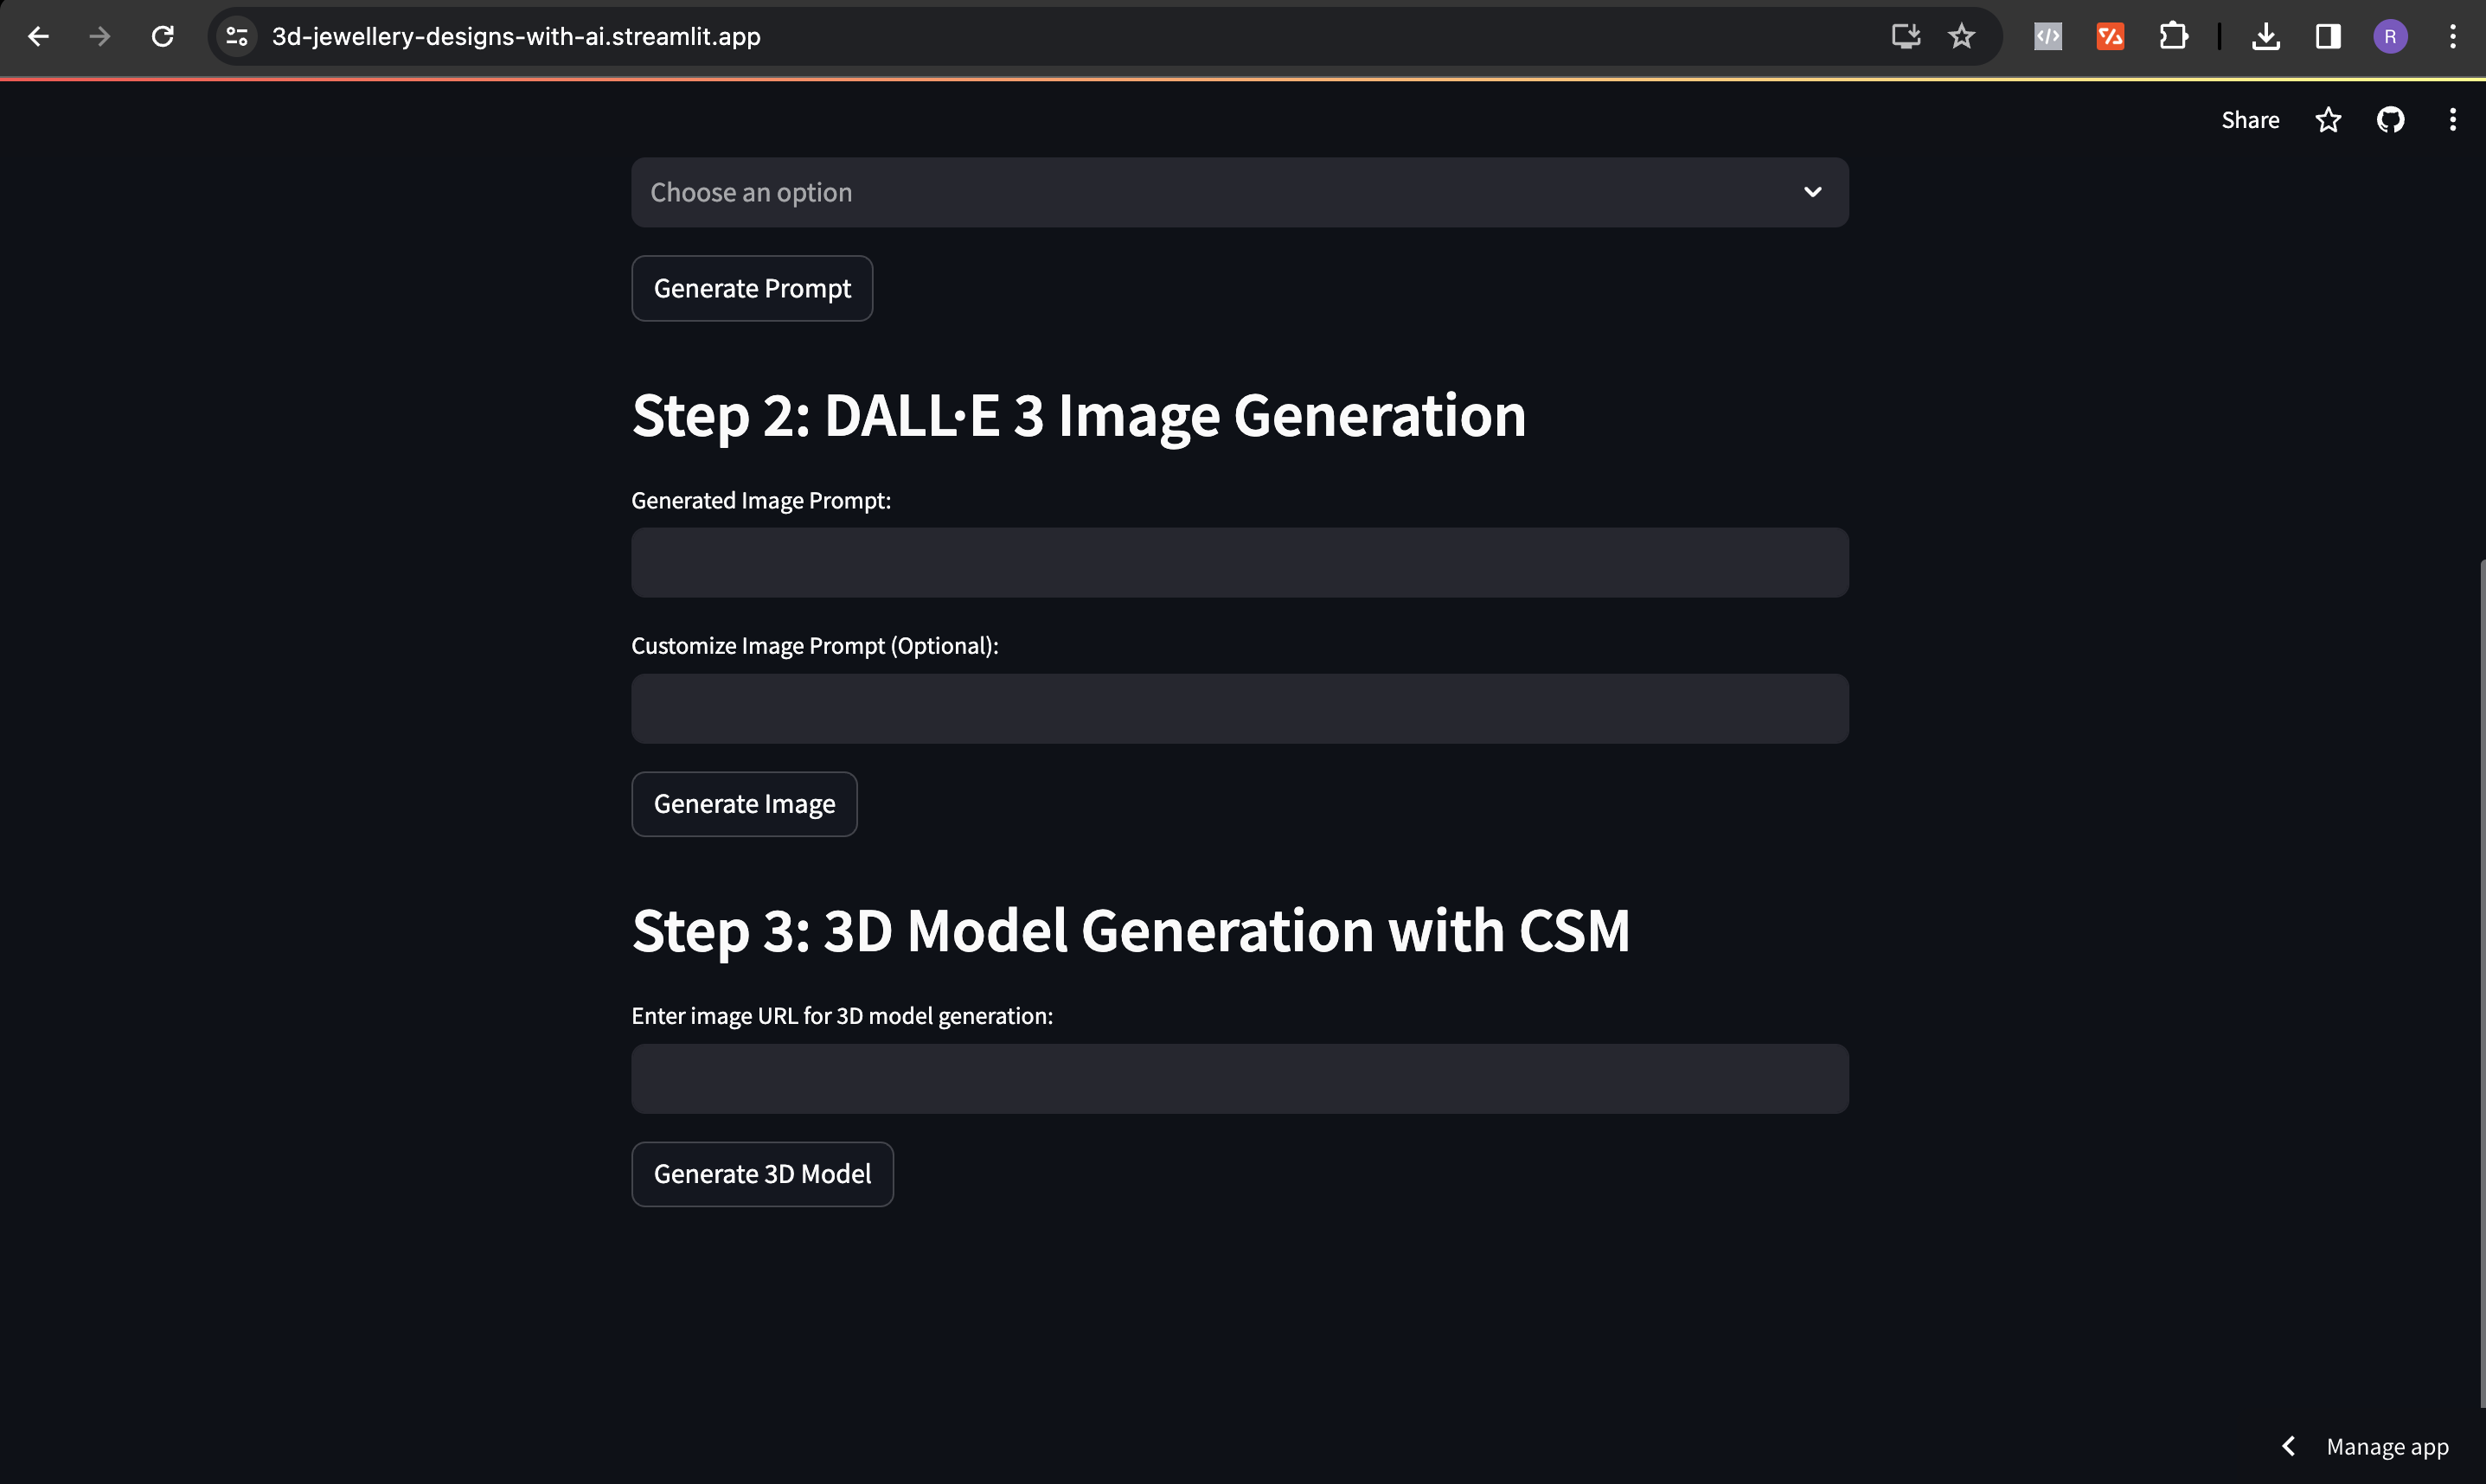 3d-jewellery-designs-with-ai.streamlit.app
R
Share
Choose an option
Generate Prompt
Step 2: DALL·E 3 Image Generation
Generated Image Prompt:
Customize Image Prompt (Optional):
Generate Image
Step 3: 3D Model Generation with CSM
Enter image URL for 3D model generation:
Generate 3D Model
Manage app